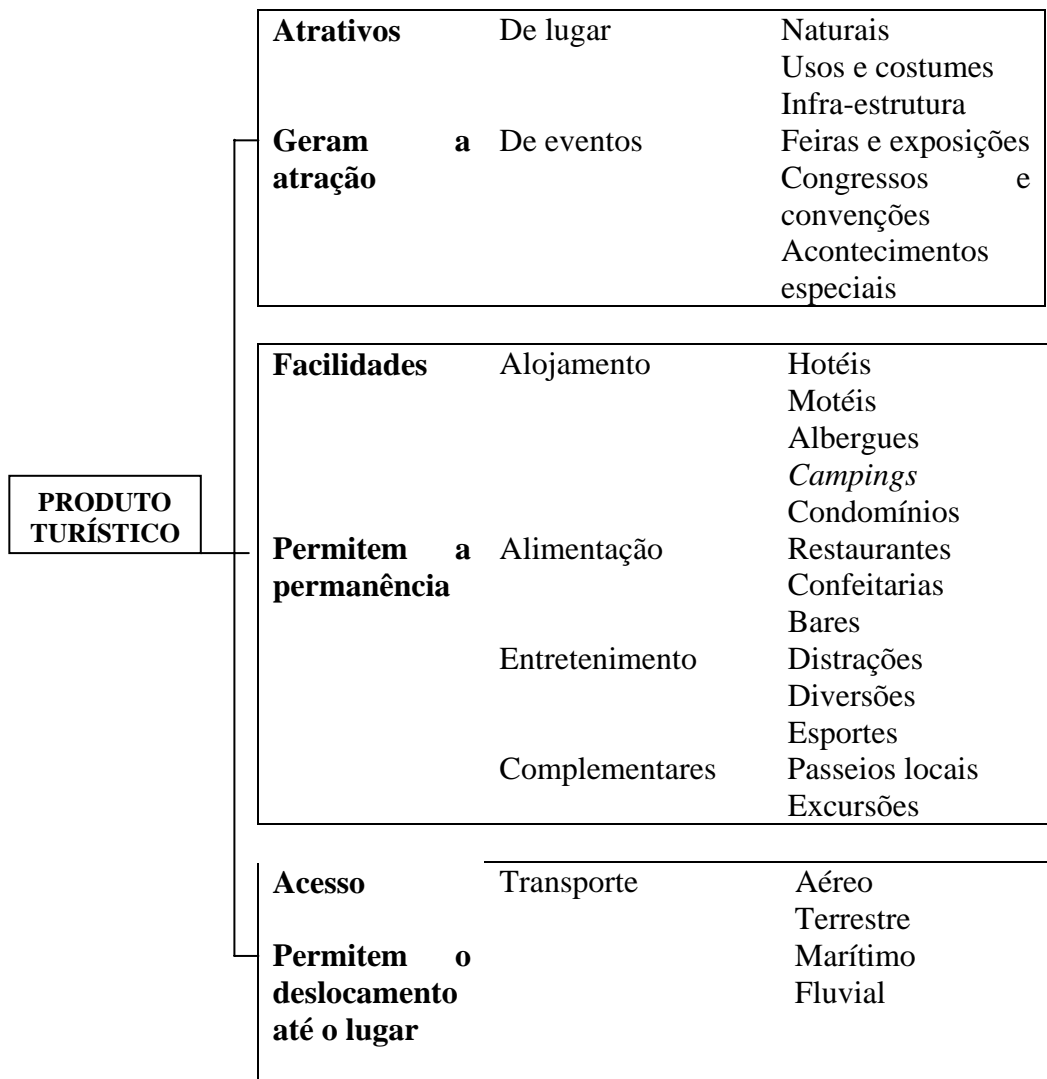 Atrativos De lugar Naturais
Usos e costumes
Infra-estrutura
Geram a De eventos Feiras e exposições
atração Congressos e
convenções
Acontecimentos
especiais
Facilidades Alojamento Hotéis
Motéis
Albergues
Campings
PRODUTO Condomínios
TURÍSTICO
Permitem a Alimentação Restaurantes
permanência Confeitarias
Bares
Entretenimento Distrações
Diversões
Esportes
Complementares Passeios locais
Excursões
Acesso Transporte Aéreo
Terrestre
Permitem o Marítimo
deslocamento Fluvial
até o lugar